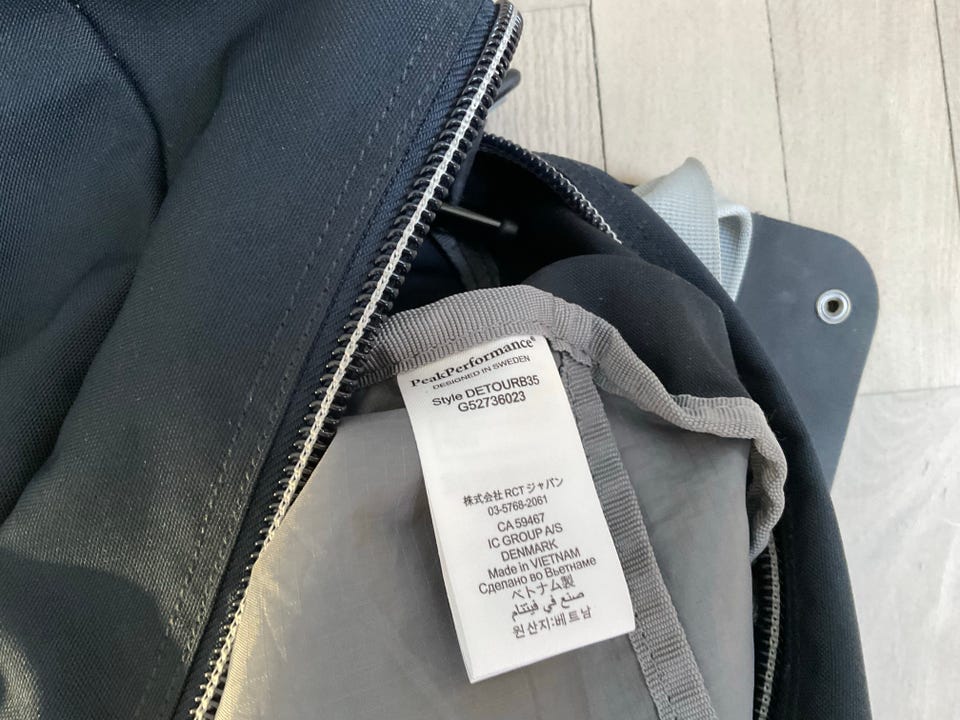 PeakPerformance®
DESIGNED IN SWEDEN
Style DETOURB35
G52736023
株式会社 RCT ジャパン
03-5768-2061
CA 59467
IC GROUP A/S
DENMARK
Made in VIETNAM
Сделано во Вьетнаме
ベトナム製
صنع في فيتنام
원산지:베트남